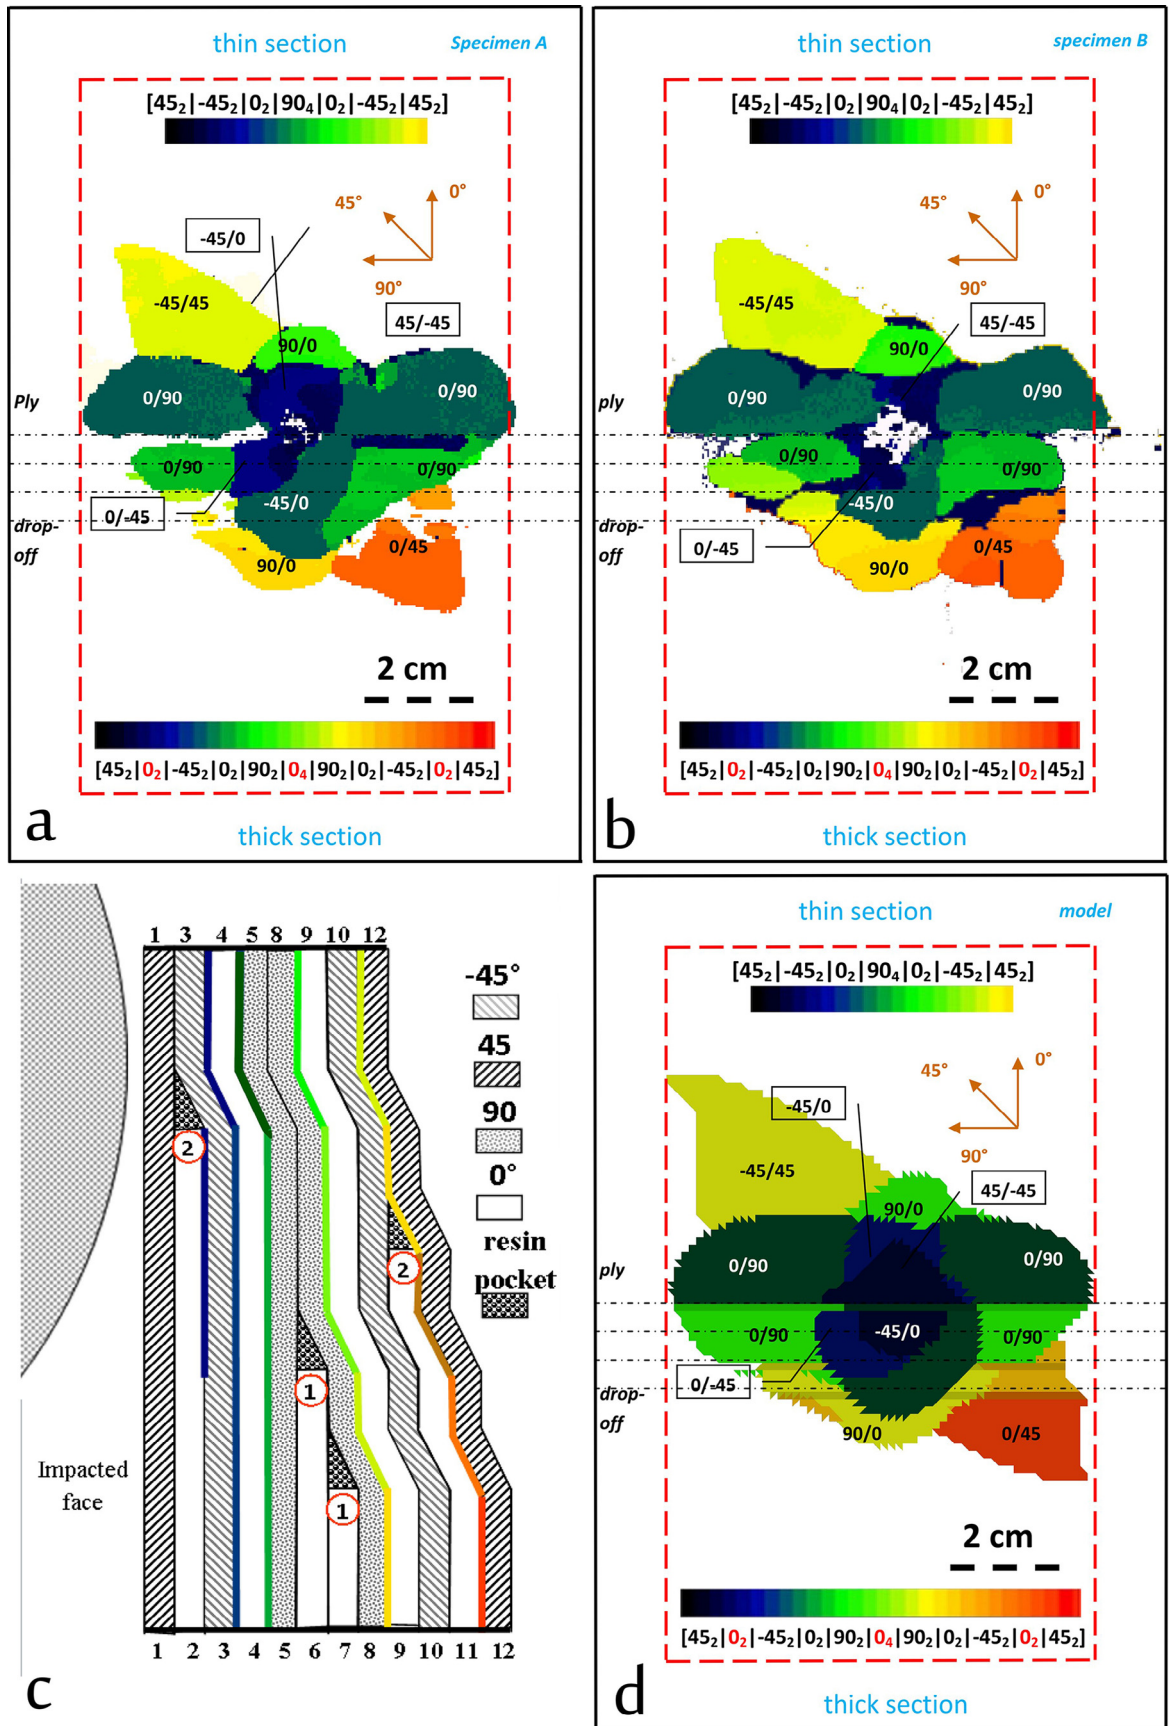 thin section
Specimen A
[45₂|-45₂|0₂|90₄|0₂|-45₂|45₂]
0°
45°
90°
-45/0
45/-45
-45/45
90/0
0/90
0/90
Ply
0/90
0/90
-45/0
0/-45
drop-
off
0/45
90/0
2 cm
[45₂|0₂|-45₂|0₂|90₂|0₄|90₂|0₂|-45₂|0₂|45₂]
a
thick section
thin section
specimen B
[45₂|-45₂|0₂|90₄|0₂|-45₂|45₂]
0°
45°
90°
45/-45
-45/45
90/0
0/90
0/90
ply
0/90
0/90
-45/0
0/-45
drop-
off
0/45
90/0
2 cm
[45₂|0₂|-45₂|0₂|90₂|0₄|90₂|0₂|-45₂|0₂|45₂]
b
thick section
1 3 4 5 8 9 10 12
-45°
45
90
0°
resin
pocket
2
2
1
1
Impacted
face
1 2 3 4 5 6 7 8 9 10 11 12
c
thin section
model
[45₂|-45₂|0₂|90₄|0₂|-45₂|45₂]
0°
45°
90°
-45/0
45/-45
-45/45
90/0
0/90
0/90
ply
0/90
-45/0
0/90
0/-45
drop-
off
90/0
0/45
2 cm
[45₂|0₂|-45₂|0₂|90₂|0₄|90₂|0₂|-45₂|0₂|45₂]
d
thick section